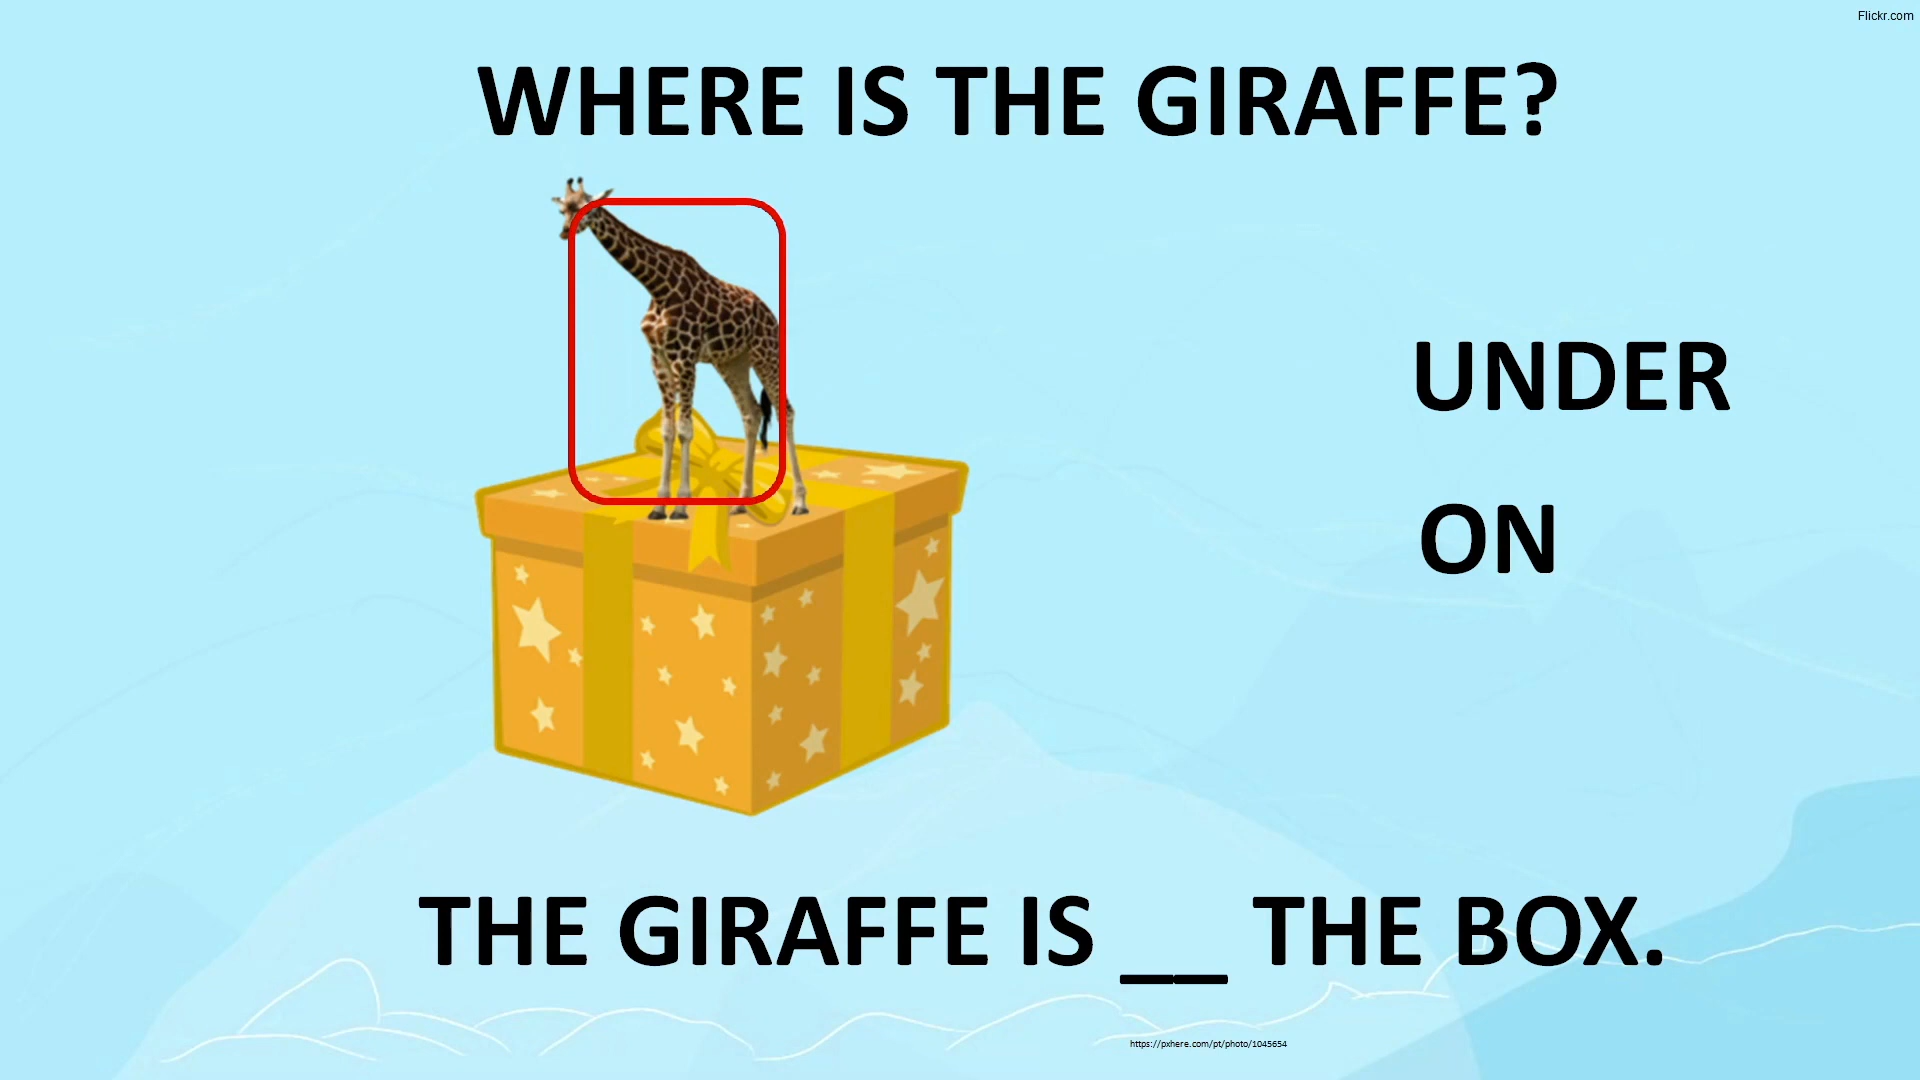 Flickr.com
WHERE IS THE GIRAFFE?
UNDER
ON
THE GIRAFFE IS __ THE BOX.
https://pxhere.com/pt/photo/1045654